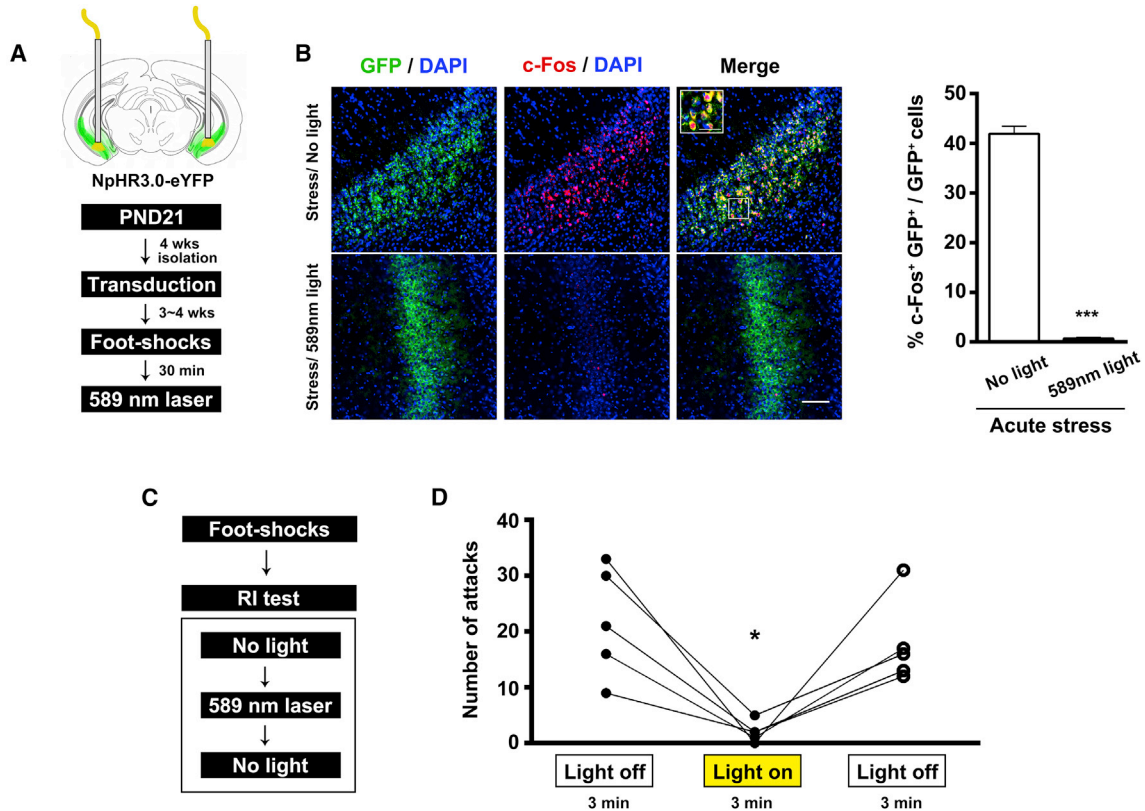 A
NpHR3.0-eYFP
PND21
4 wks
isolation
Transduction
3~4 wks
Foot-shocks
30 min
589 nm laser
B
GFP / DAPI
c-Fos / DAPI
Merge
Stress/ No light
Stress/ 589nm light
% c-Fos⁺ GFP⁺ / GFP⁺ cells
50
40
30
20
10
0
***
No light
589nm light
Acute stress
C
Foot-shocks
RI test
No light
589 nm laser
No light
D
Number of attacks
40
30
20
10
0
*
Light off
Light on
Light off
3 min
3 min
3 min